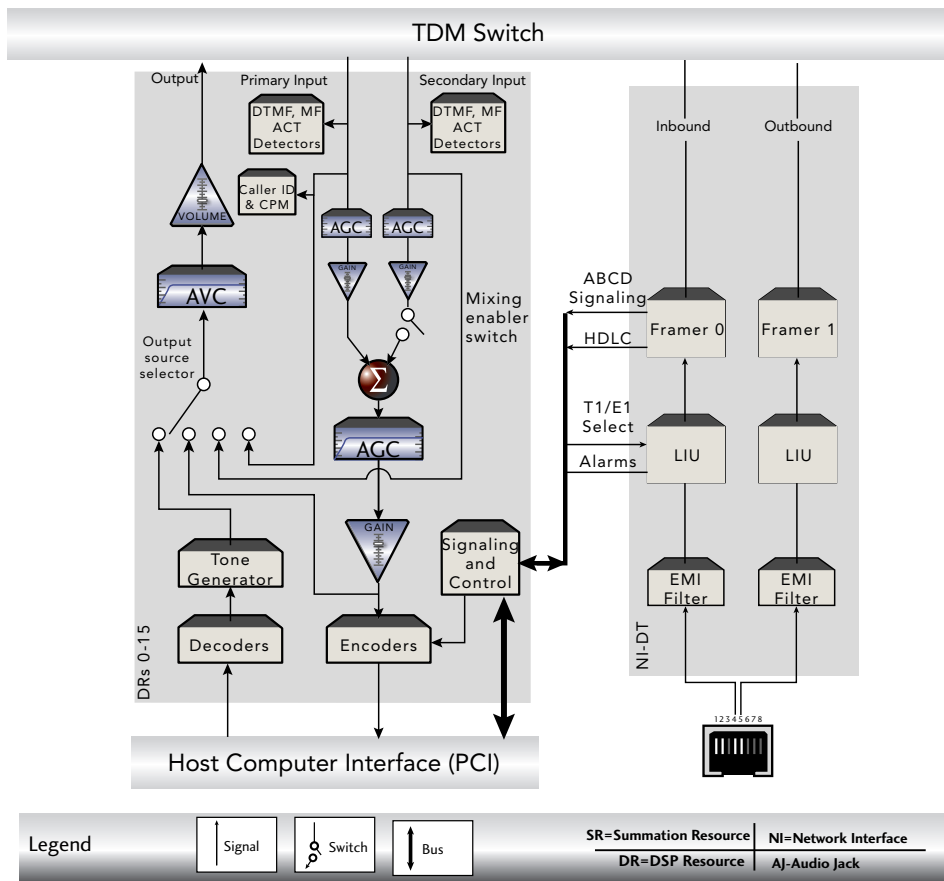 TDM Switch
Output
Primary Input
Secondary Input
DTMF, MF
ACT
Detectors
DTMF, MF
ACT
Detectors
Inbound
Outbound
Caller ID
& CPM
VOLUME
AGC
AGC
GAIN
GAIN
AVC
Mixing
enabler
switch
ABCD
Signaling
Framer 0
Framer 1
HDLC
Output
source
selector
Σ
T1/E1
Select
AGC
LIU
LIU
Alarms
GAIN
Signaling
and
Control
Tone
Generator
EMI
Filter
EMI
Filter
Decoders
Encoders
DRs 0-15
NI-DT
12345678
Host Computer Interface (PCI)
Legend
Signal
Switch
Bus
SR=Summation Resource
NI=Network Interface
DR=DSP Resource
AJ-Audio Jack